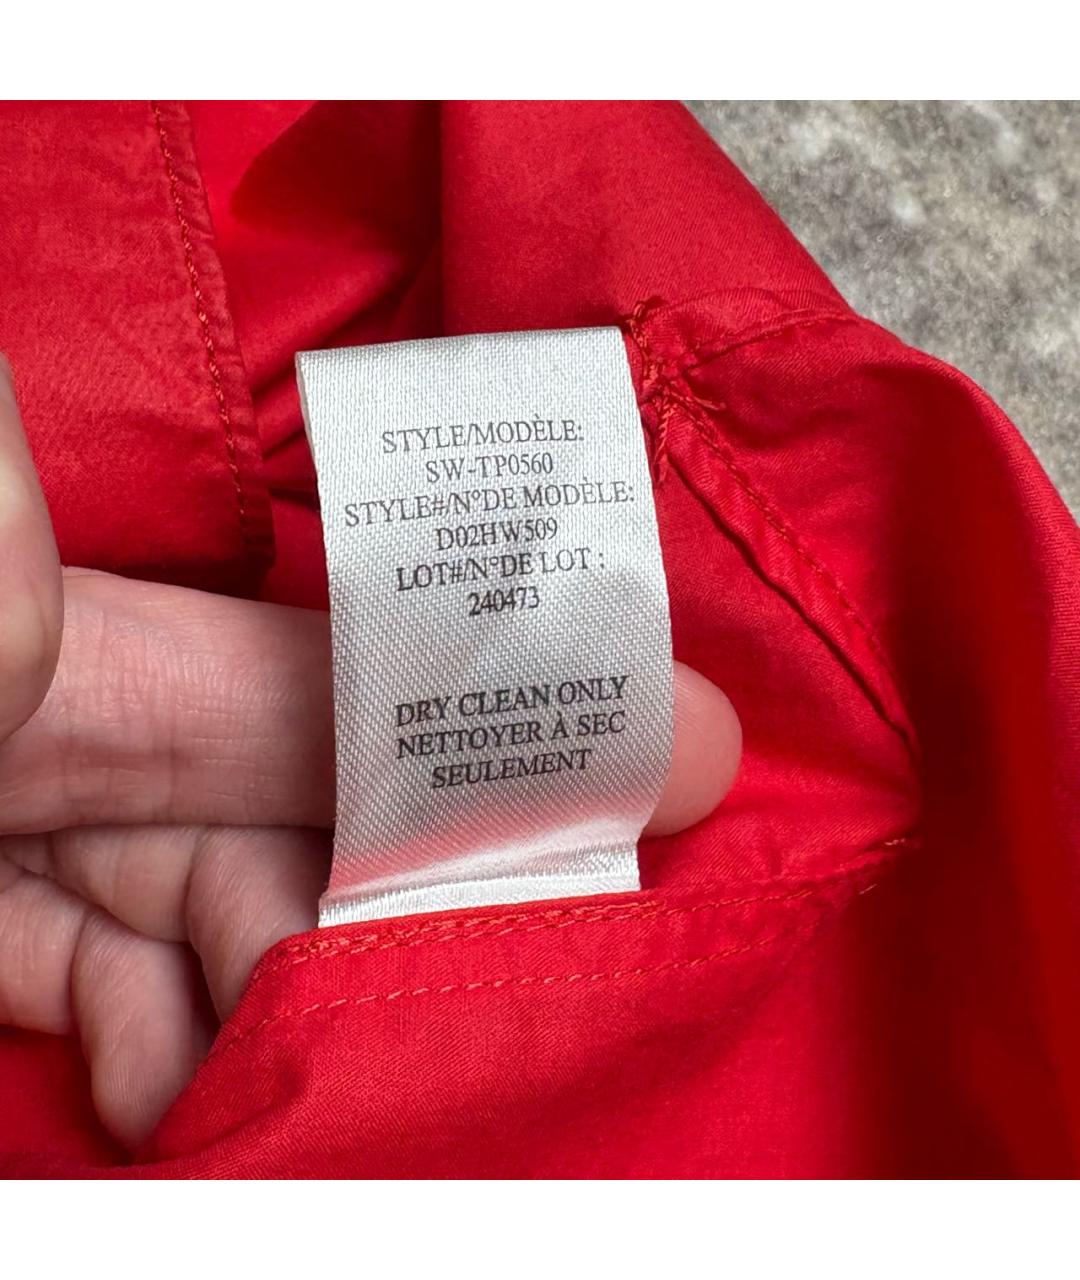 STYLE/MODÈLE:
SW-TP0560
STYLE#/N°DE MODÈLE:
D02HW509
LOT#/N°DE LOT :
240473
DRY CLEAN ONLY
NETTOYER À SEC
SEULEMENT